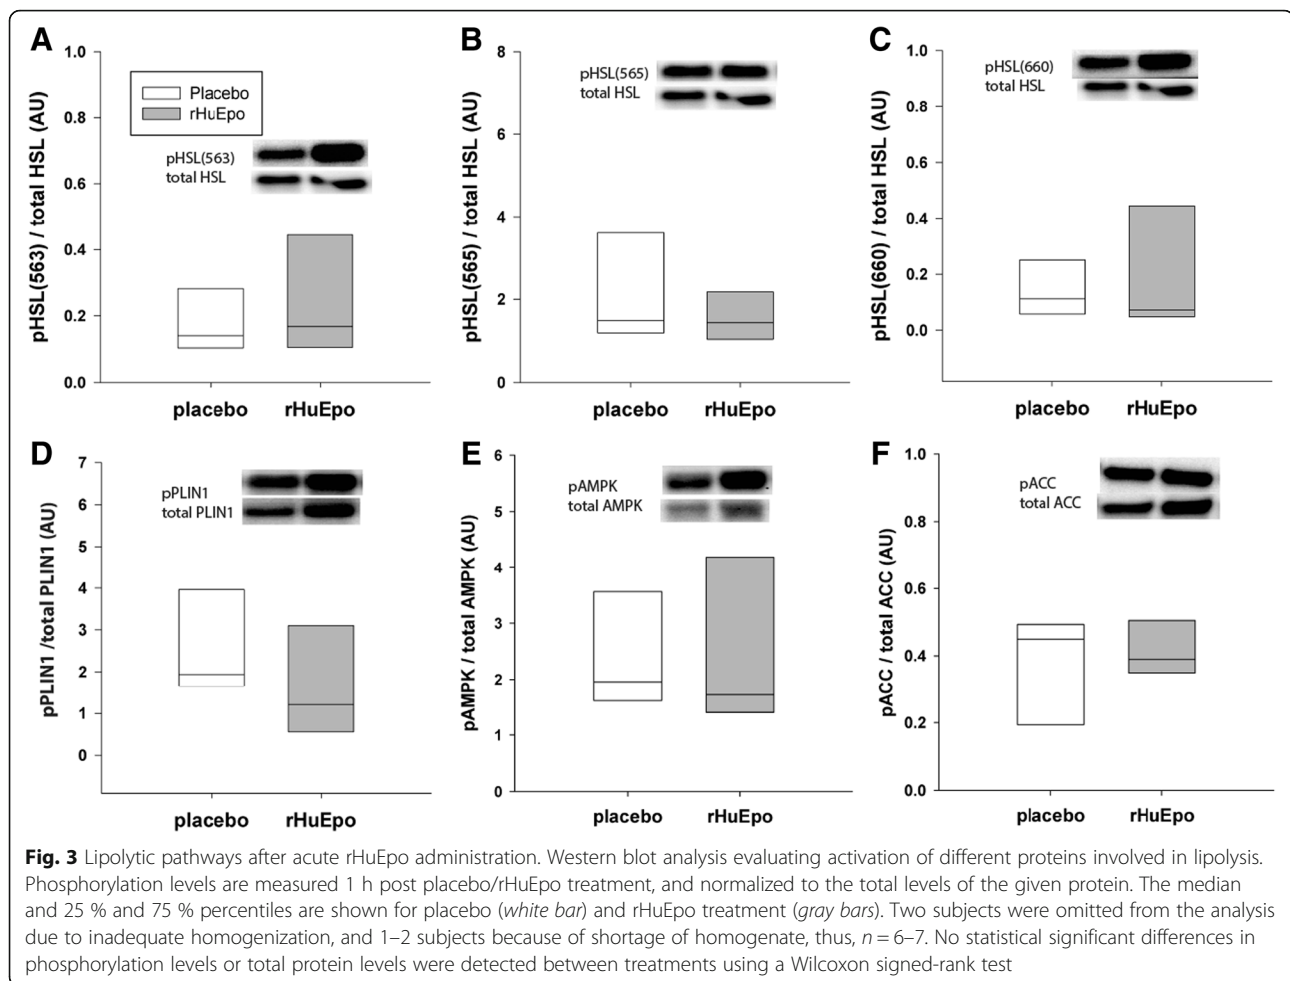 A
pHSL(563) / total HSL (AU)
1.0
0.8
0.6
0.4
0.2
0.0
Placebo
rHuEpo
pHSL(563)
total HSL
placebo
rHuEpo
B
pHSL(565) / total HSL (AU)
8
6
4
2
0
pHSL(565)
total HSL
placebo
rHuEpo
C
pHSL(660) / total HSL (AU)
1.0
0.8
0.6
0.4
0.2
0.0
pHSL(660)
total HSL
placebo
rHuEpo
D
pPLIN1 /total PLIN1 (AU)
7
6
5
4
3
2
1
0
pPLIN1
total PLIN1
placebo
rHuEpo
E
pAMPK / total AMPK (AU)
6
5
4
3
2
1
0
pAMPK
total AMPK
placebo
rHuEpo
F
pACC / total ACC (AU)
1.0
0.8
0.6
0.4
0.2
0.0
pACC
total ACC
placebo
rHuEpo
Fig. 3 Lipolytic pathways after acute rHuEpo administration. Western blot analysis evaluating activation of different proteins involved in lipolysis.
Phosphorylation levels are measured 1 h post placebo/rHuEpo treatment, and normalized to the total levels of the given protein. The median
and 25 % and 75 % percentiles are shown for placebo (white bar) and rHuEpo treatment (gray bars). Two subjects were omitted from the analysis
due to inadequate homogenization, and 1–2 subjects because of shortage of homogenate, thus, n = 6–7. No statistical significant differences in
phosphorylation levels or total protein levels were detected between treatments using a Wilcoxon signed-rank test